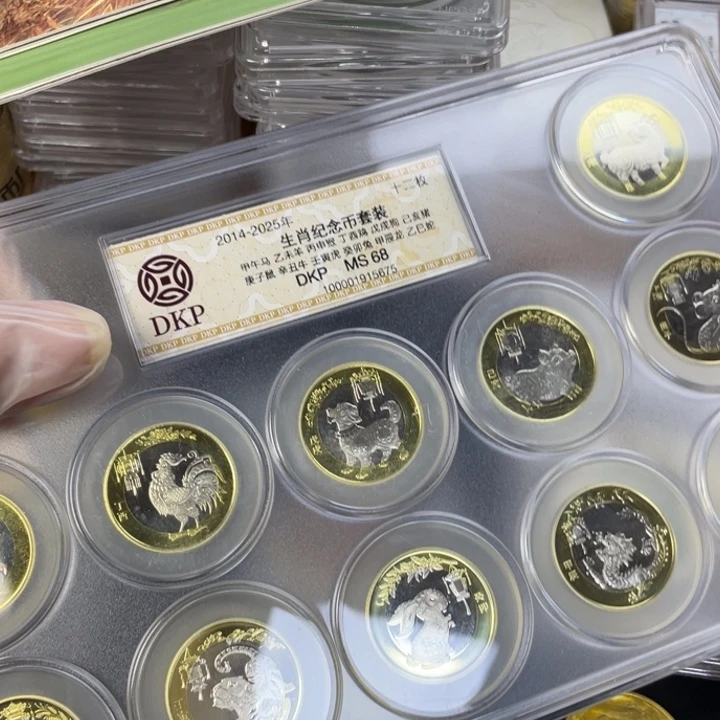 DKP
2014-2025年
十二枚
生肖纪念币套装
甲午马 乙未羊 丙申猴 丁酉鸡 戊戌狗 己亥猪
庚子鼠 辛丑牛 壬寅虎 癸卯兔 甲辰龙 乙巳蛇
DKP MS 68
100001915675